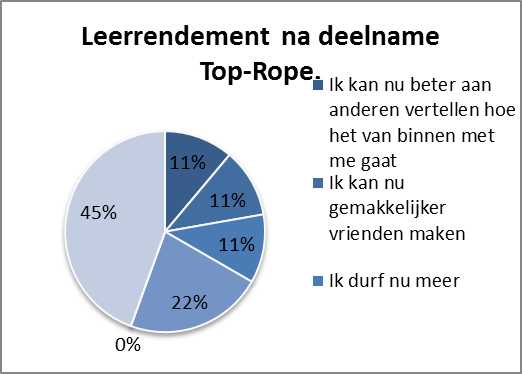 Leerrendement na deelname
Top-Rope.
Ik kan nu beter aan
anderen vertellen hoe
het van binnen met
me gaat
Ik kan nu
gemakkelijker
vrienden maken
Ik durf nu meer
11%
11%
11%
22%
0%
45%